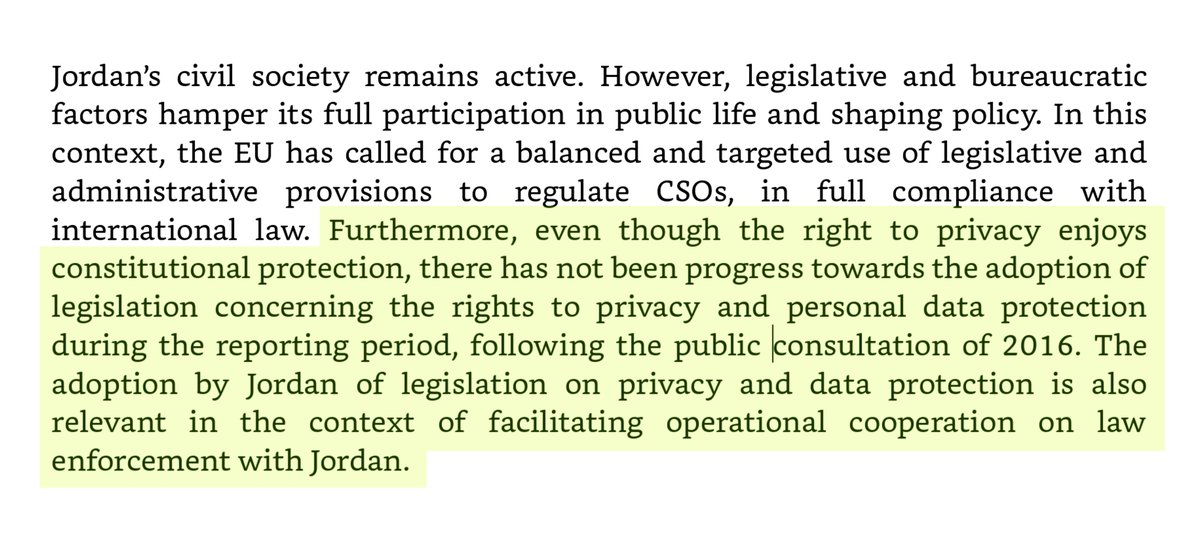 Jordan’s civil society remains active. However, legislative and bureaucratic
factors hamper its full participation in public life and shaping policy. In this
context, the EU has called for a balanced and targeted use of legislative and
administrative provisions to regulate CSOs, in full compliance with
international law. Furthermore, even though the right to privacy enjoys
constitutional protection, there has not been progress towards the adoption of
legislation concerning the rights to privacy and personal data protection
during the reporting period, following the public consultation of 2016. The
adoption by Jordan of legislation on privacy and data protection is also
relevant in the context of facilitating operational cooperation on law
enforcement with Jordan.